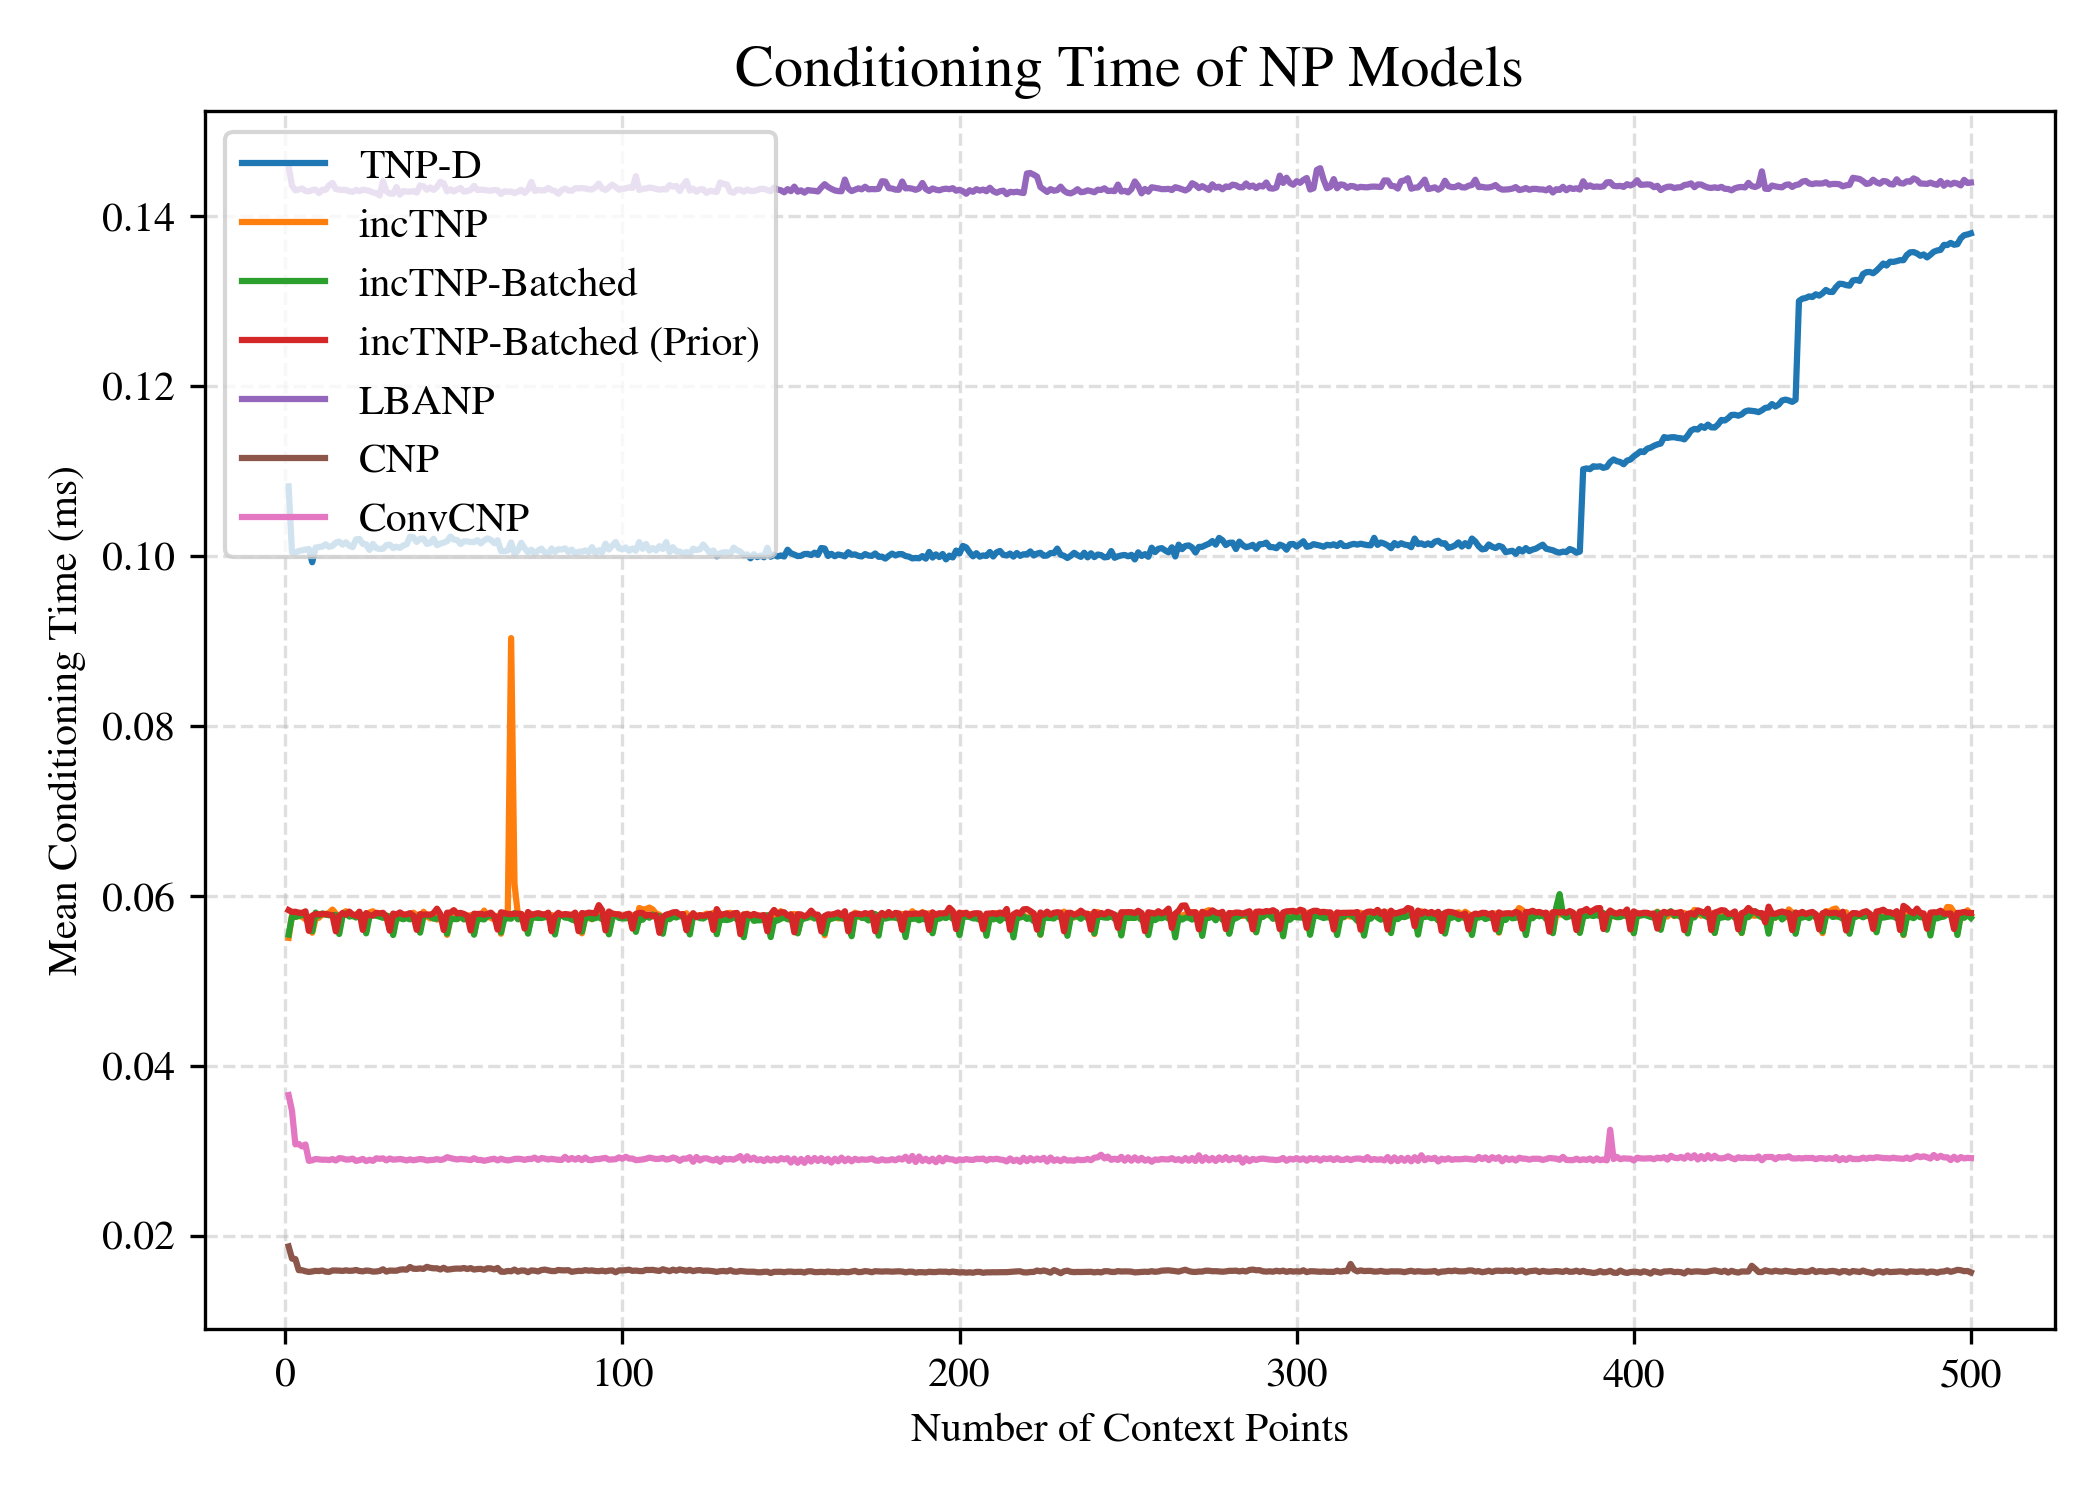 Conditioning Time of NP Models
TNP-D
incTNP
incTNP-Batched
incTNP-Batched (Prior)
LBANP
CNP
ConvCNP
Mean Conditioning Time (ms)
0.14
0.12
0.10
0.08
0.06
0.04
0.02
0
100
200
300
400
500
Number of Context Points